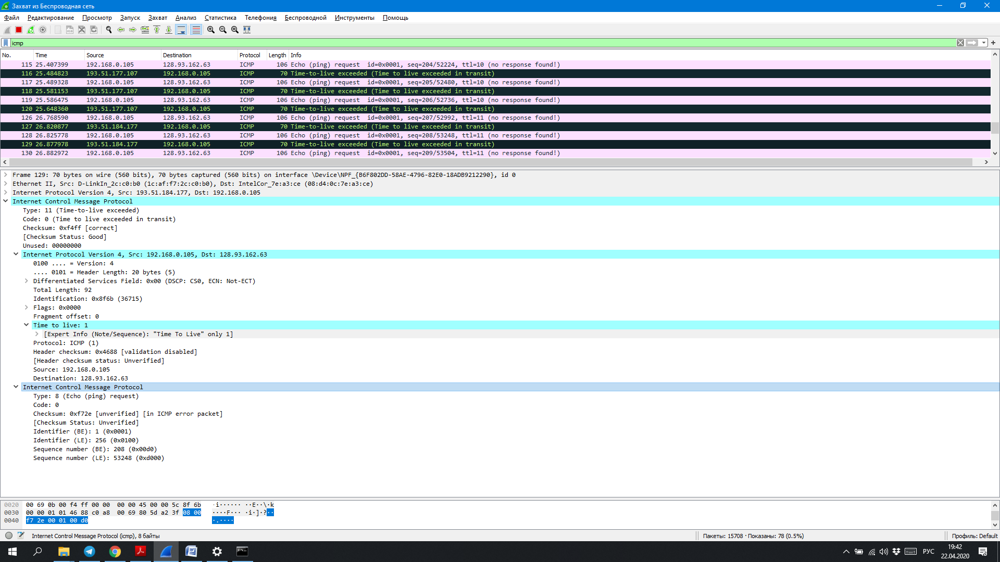 Захват из Беспроводная сеть
Файл Редактирование Просмотр Запуск Захват Анализ Статистика Телефония Беспроводной Инструменты Помощь
icmp
No. Time Source Destination Protocol Length Info
115 25.407399 192.168.0.105 128.93.162.63 ICMP 106 Echo (ping) request id=0x0001, seq=204/52224, ttl=10 (no response found!)
116 25.484823 193.51.177.107 192.168.0.105 ICMP 70 Time-to-live exceeded (Time to live exceeded in transit)
117 25.489328 192.168.0.105 128.93.162.63 ICMP 106 Echo (ping) request id=0x0001, seq=205/52480, ttl=10 (no response found!)
118 25.581153 193.51.177.107 192.168.0.105 ICMP 70 Time-to-live exceeded (Time to live exceeded in transit)
119 25.586475 192.168.0.105 128.93.162.63 ICMP 106 Echo (ping) request id=0x0001, seq=206/52736, ttl=10 (no response found!)
120 25.648360 193.51.177.107 192.168.0.105 ICMP 70 Time-to-live exceeded (Time to live exceeded in transit)
126 26.768590 192.168.0.105 128.93.162.63 ICMP 106 Echo (ping) request id=0x0001, seq=207/52992, ttl=11 (no response found!)
127 26.820877 193.51.184.177 192.168.0.105 ICMP 70 Time-to-live exceeded (Time to live exceeded in transit)
128 26.825778 192.168.0.105 128.93.162.63 ICMP 106 Echo (ping) request id=0x0001, seq=208/53248, ttl=11 (no response found!)
129 26.877978 193.51.184.177 192.168.0.105 ICMP 70 Time-to-live exceeded (Time to live exceeded in transit)
130 26.882972 192.168.0.105 128.93.162.63 ICMP 106 Echo (ping) request id=0x0001, seq=209/53504, ttl=11 (no response found!)
Frame 129: 70 bytes on wire (560 bits), 70 bytes captured (560 bits) on interface \Device\NPF_{B6F802DD-58AE-4796-82E0-18ADB9212290}, id 0
Ethernet II, Src: D-LinkIn_2c:c0:b0 (1c:af:f7:2c:c0:b0), Dst: IntelCor_7e:a3:ce (08:d4:0c:7e:a3:ce)
Internet Protocol Version 4, Src: 193.51.184.177, Dst: 192.168.0.105
Internet Control Message Protocol
Type: 11 (Time-to-live exceeded)
Code: 0 (Time to live exceeded in transit)
Checksum: 0xf4ff [correct]
[Checksum Status: Good]
Unused: 00000000
Internet Protocol Version 4, Src: 192.168.0.105, Dst: 128.93.162.63
0100 .... = Version: 4
.... 0101 = Header Length: 20 bytes (5)
Differentiated Services Field: 0x00 (DSCP: CS0, ECN: Not-ECT)
Total Length: 92
Identification: 0x8f6b (36715)
Flags: 0x0000
Fragment offset: 0
Time to live: 1
[Expert Info (Note/Sequence): "Time To Live" only 1]
Protocol: ICMP (1)
Header checksum: 0x4688 [validation disabled]
[Header checksum status: Unverified]
Source: 192.168.0.105
Destination: 128.93.162.63
Internet Control Message Protocol
Type: 8 (Echo (ping) request)
Code: 0
Checksum: 0xf72e [unverified] [in ICMP error packet]
[Checksum Status: Unverified]
Identifier (BE): 1 (0x0001)
Identifier (LE): 256 (0x0100)
Sequence number (BE): 208 (0x00d0)
Sequence number (LE): 53248 (0xd000)
0020 00 69 0b 00 f4 ff 00 00 00 00 45 00 00 5c 8f 6b ·i······ ··E··\·k
0030 00 00 01 01 46 88 c0 a8 00 69 80 5d a2 3f 08 00 ····F··· ·i·]·?··
0040 f7 2e 00 01 00 d0 ·.····
Internet Control Message Protocol (icmp), 8 байты
Пакеты: 15708 · Показаны: 78 (0.5%)
Профиль: Default
РУС
19:42
22.04.2020